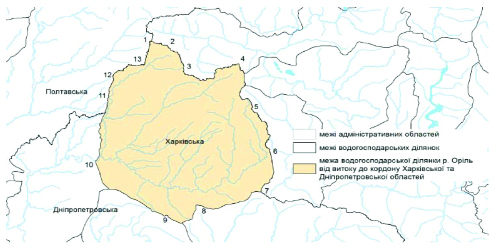 1
2
3
4
5
6
7
8
9
10
11
12
13
Полтавська
Харківська
Дніпропетровська
межі адміністративних областей
межі водогосподарських ділянок
межа водогосподарської ділянки р. Оріль
від витоку до кордону Харківської та
Дніпропетровської областей